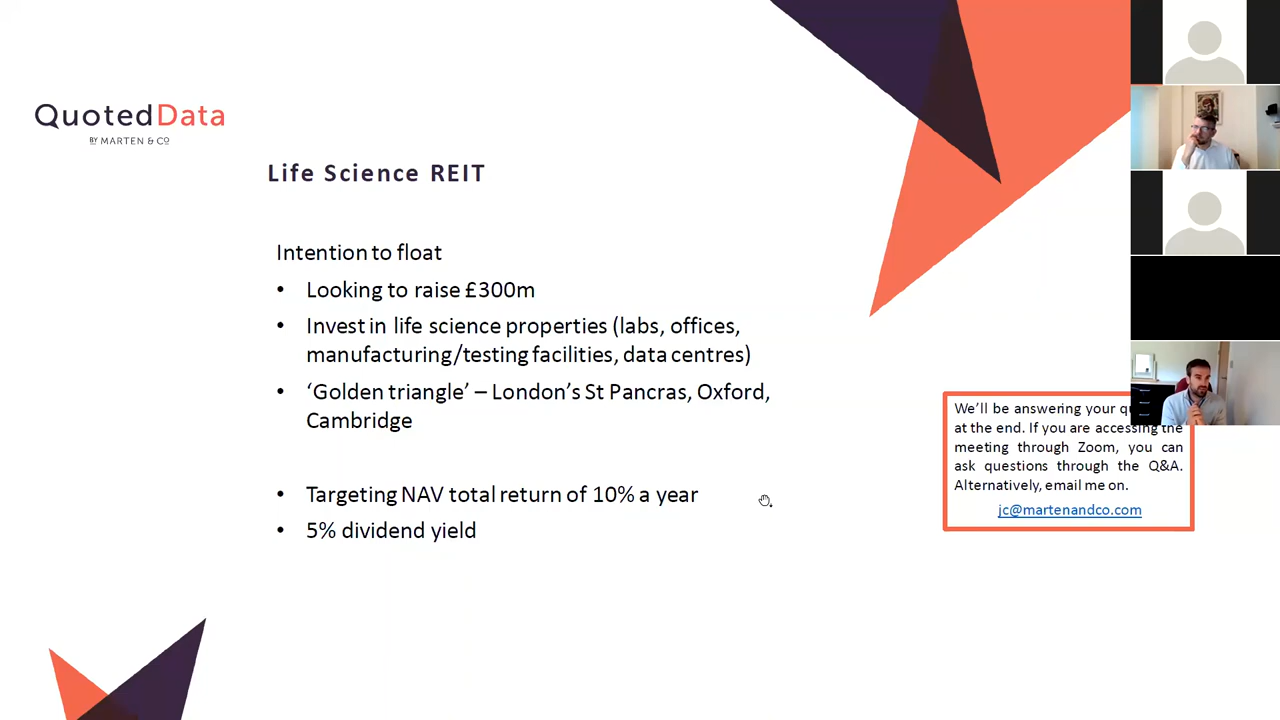 QuotedData
BY MARTEN & CO
Life Science REIT
Intention to float
• Looking to raise £300m
• Invest in life science properties (labs, offices,
manufacturing/testing facilities, data centres)
• ‘Golden triangle’ – London’s St Pancras, Oxford,
Cambridge
• Targeting NAV total return of 10% a year
• 5% dividend yield
We’ll be answering your
at the end. If you are accessing the
meeting through Zoom, you can
ask questions through the Q&A.
Alternatively, email me on.
jc@martenandco.com